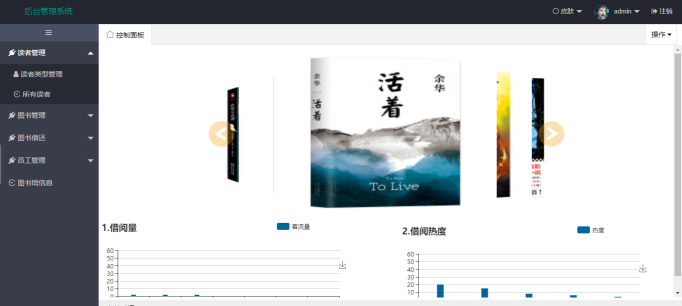 后台管理系统
皮肤
admin
注销
读者管理
控制面板
操作
读者类型管理
所有读者
图书管理
图书借还
员工管理
图书馆信息
余华
活着
余华
活着
To Live
1.借阅量
客流量
2.借阅热度
热度
60
50
40
30
20
10
60
50
40
30
20
10